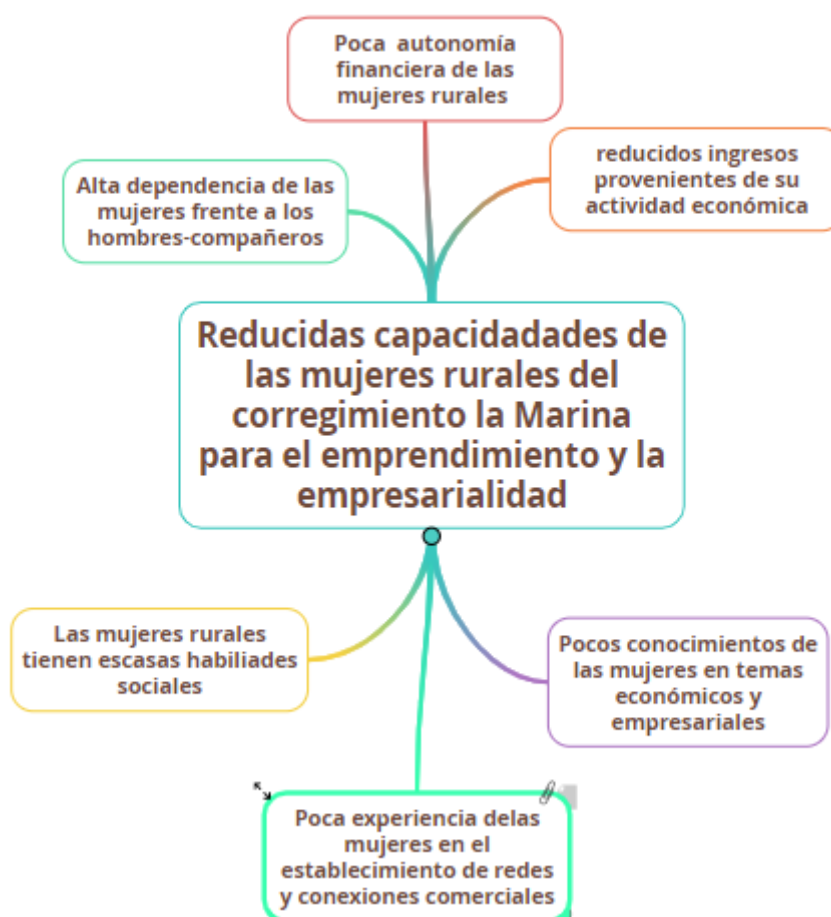 Poca autonomía
financiera de las
mujeres rurales
reducidos ingresos
provenientes de su
actividad económica
Alta dependencia de las
mujeres frente a los
hombres-compañeros
Reducidas capacidadades de
las mujeres rurales del
corregimiento la Marina
para el emprendimiento y la
empresarialidad
Las mujeres rurales
tienen escasas habiliades
sociales
Pocos conocimientos de
las mujeres en temas
económicos y
empresariales
Poca experiencia delas
mujeres en el
establecimiento de redes
y conexiones comerciales